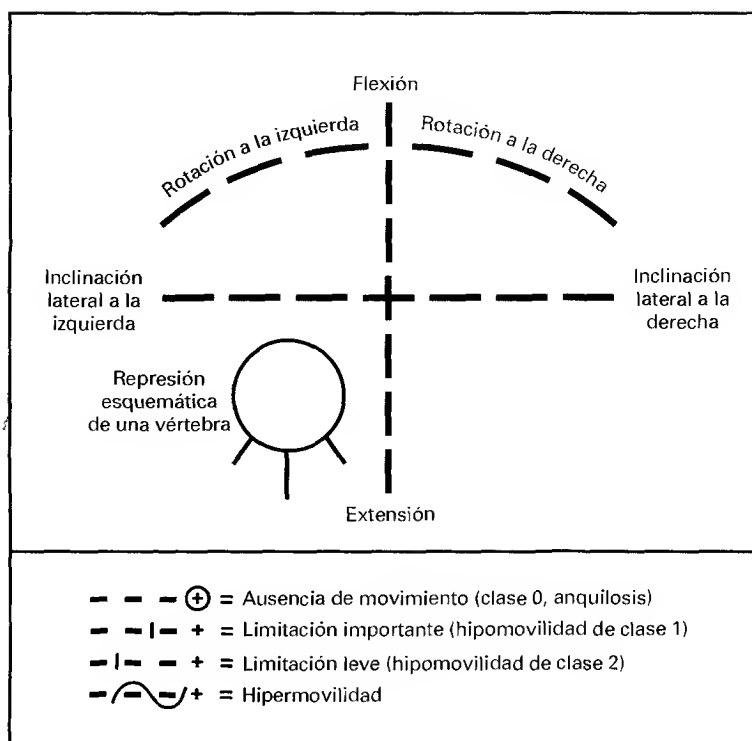 Flexión
Rotación a la izquierda
Rotación a la derecha
Inclinación
lateral a la
izquierda
Inclinación
lateral a la
derecha
Represión
esquemática
de una vértebra
Extensión
= Ausencia de movimiento (clase 0, anquilosis)
= Limitación importante (hipomovilidad de clase 1)
= Limitación leve (hipomovilidad de clase 2)
= Hipermovilidad